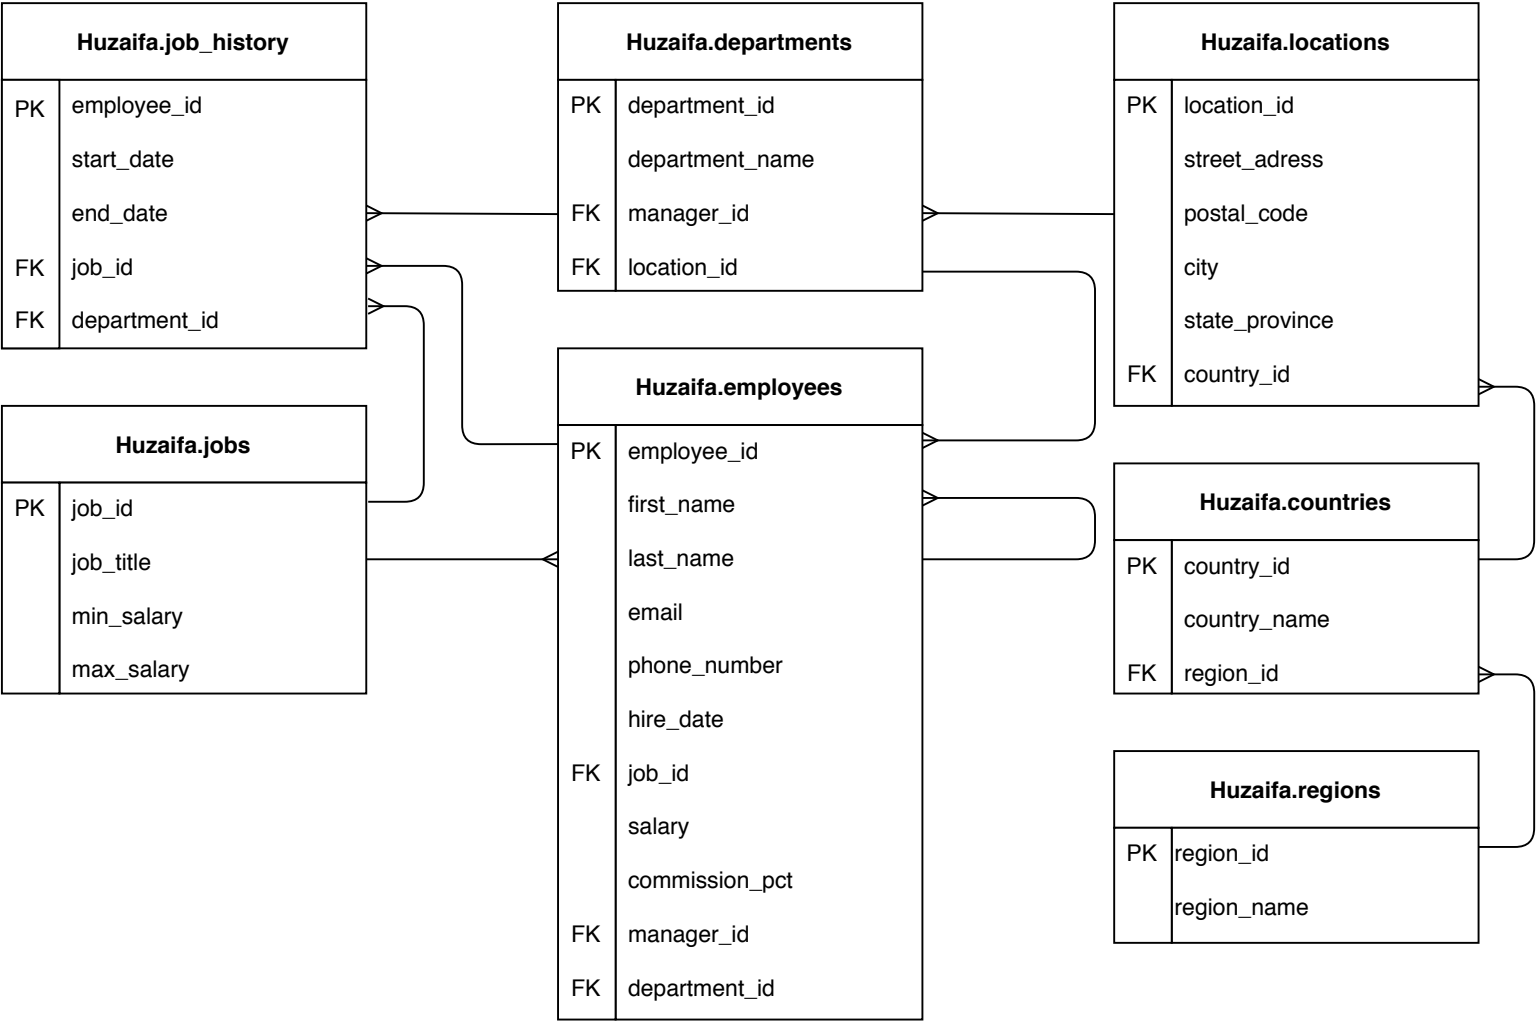 Huzaifa.job_history
PK employee_id
start_date
end_date
FK job_id
FK department_id
Huzaifa.jobs
PK job_id
job_title
min_salary
max_salary
Huzaifa.departments
PK department_id
department_name
FK manager_id
FK location_id
Huzaifa.employees
PK employee_id
first_name
last_name
email
phone_number
hire_date
FK job_id
salary
commission_pct
FK manager_id
FK department_id
Huzaifa.locations
PK location_id
street_adress
postal_code
city
state_province
FK country_id
Huzaifa.countries
PK country_id
country_name
FK region_id
Huzaifa.regions
PK region_id
region_name